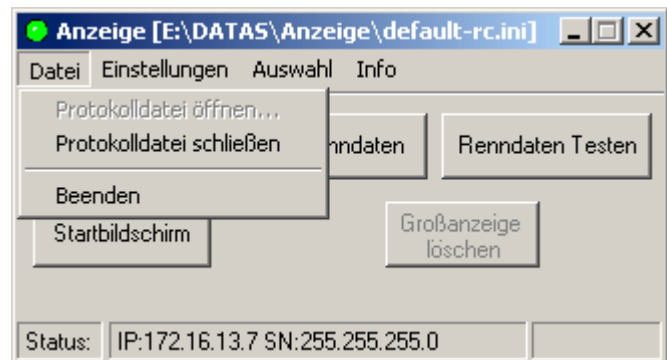 Anzeige [E:\DATAS\Anzeige\default-rc.ini]
Datei Einstellungen Auswahl Info
Protokolldatei öffnen...
Protokolldatei schließen
Beenden
Renndaten Testen
Startbildschirm
Großanzeige
löschen
Status: IP:172.16.13.7 SN:255.255.255.0